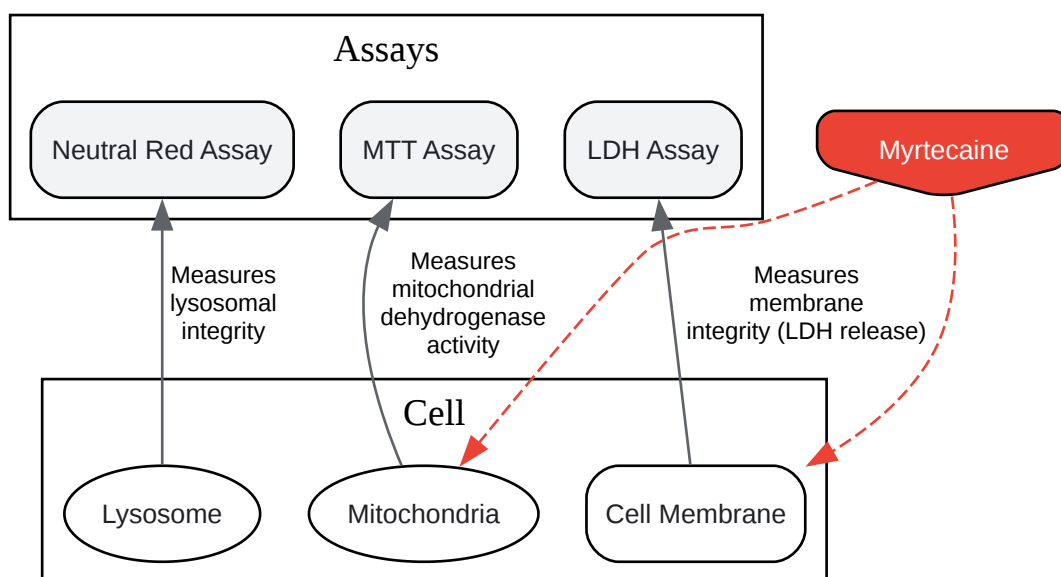 Assays
Neutral Red Assay
MTT Assay
LDH Assay
Myrtecaine
Measures
lysosomal
integrity
Measures
mitochondrial
dehydrogenase
activity
Measures
membrane
integrity (LDH release)
Cell
Lysosome
Mitochondria
Cell Membrane